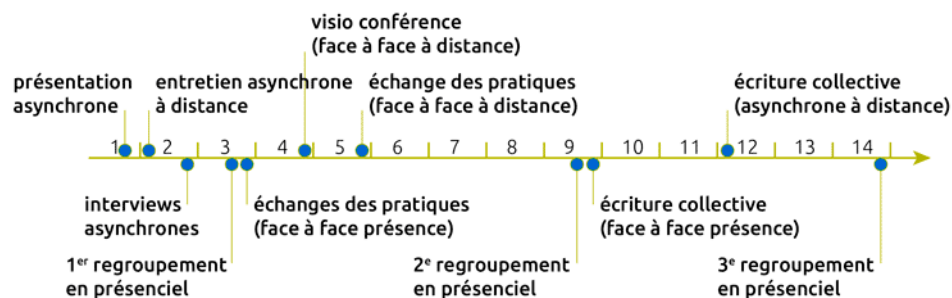 visio conférence
(face à face à distance)
présentation
asynchrone
entretien asynchrone
à distance
échange des pratiques
(face à face à distance)
écriture collective
(asynchrone à distance)
1 2 3 4 5 6 7 8 9 10 11 12 13 14
interviews
asynchrones
échanges des pratiques
(face à face présence)
écriture collective
(face à face présence)
1er regroupement
en présenciel
2e regroupement
en présenciel
3e regroupement
en présenciel